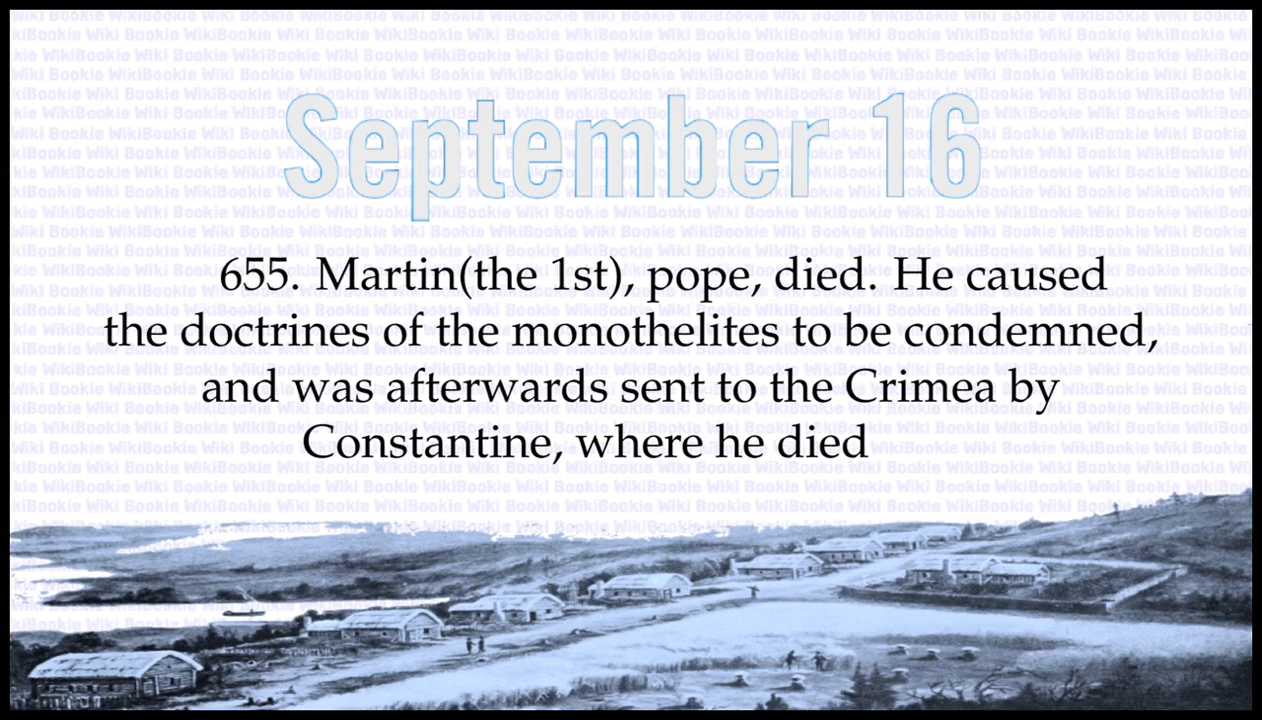 September 16
655. Martin(the 1st), pope, died. He caused
the doctrines of the monothelites to be condemned,
and was afterwards sent to the Crimea by
Constantine, where he died